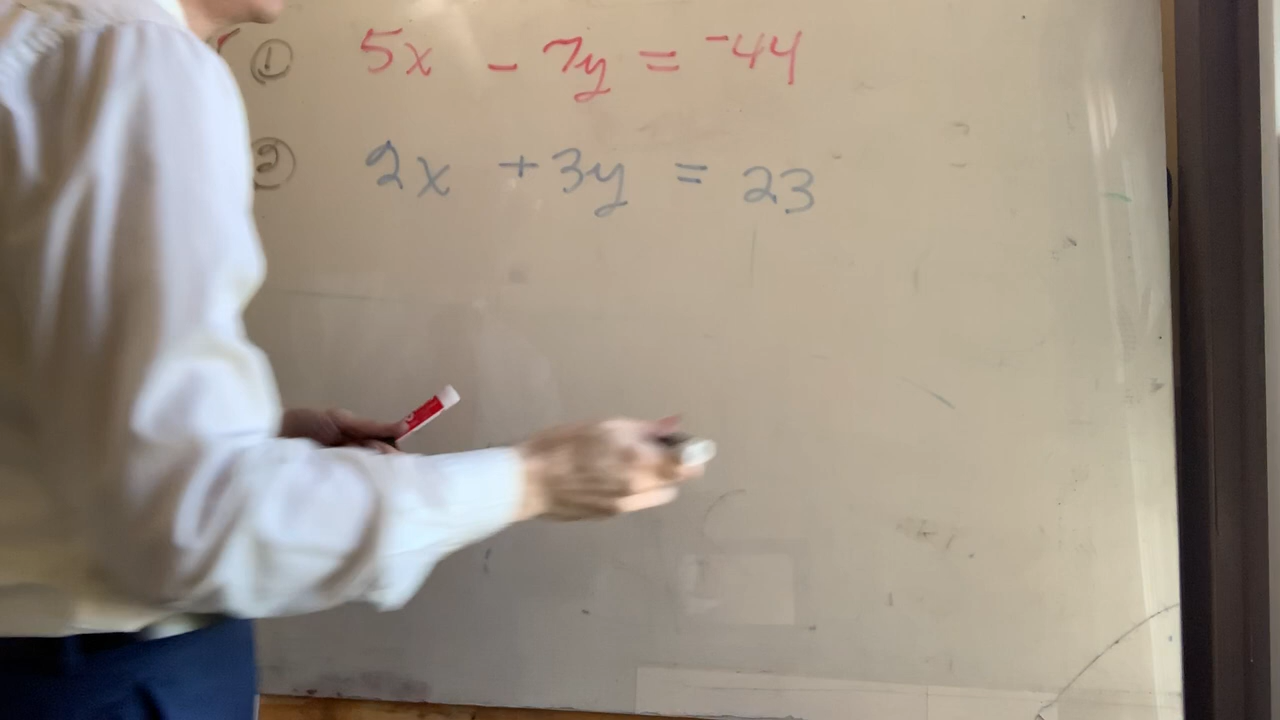 ① 5x - 7y = -44
② 2x + 3y = 23